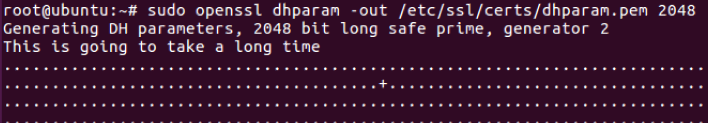 root@ubuntu:~# sudo openssl dhparam -out /etc/ssl/certs/dhparam.pem 2048
Generating DH parameters, 2048 bit long safe prime, generator 2
This is going to take a long time
........................................................................
.......................................+................................
........................................................................
........................................................................